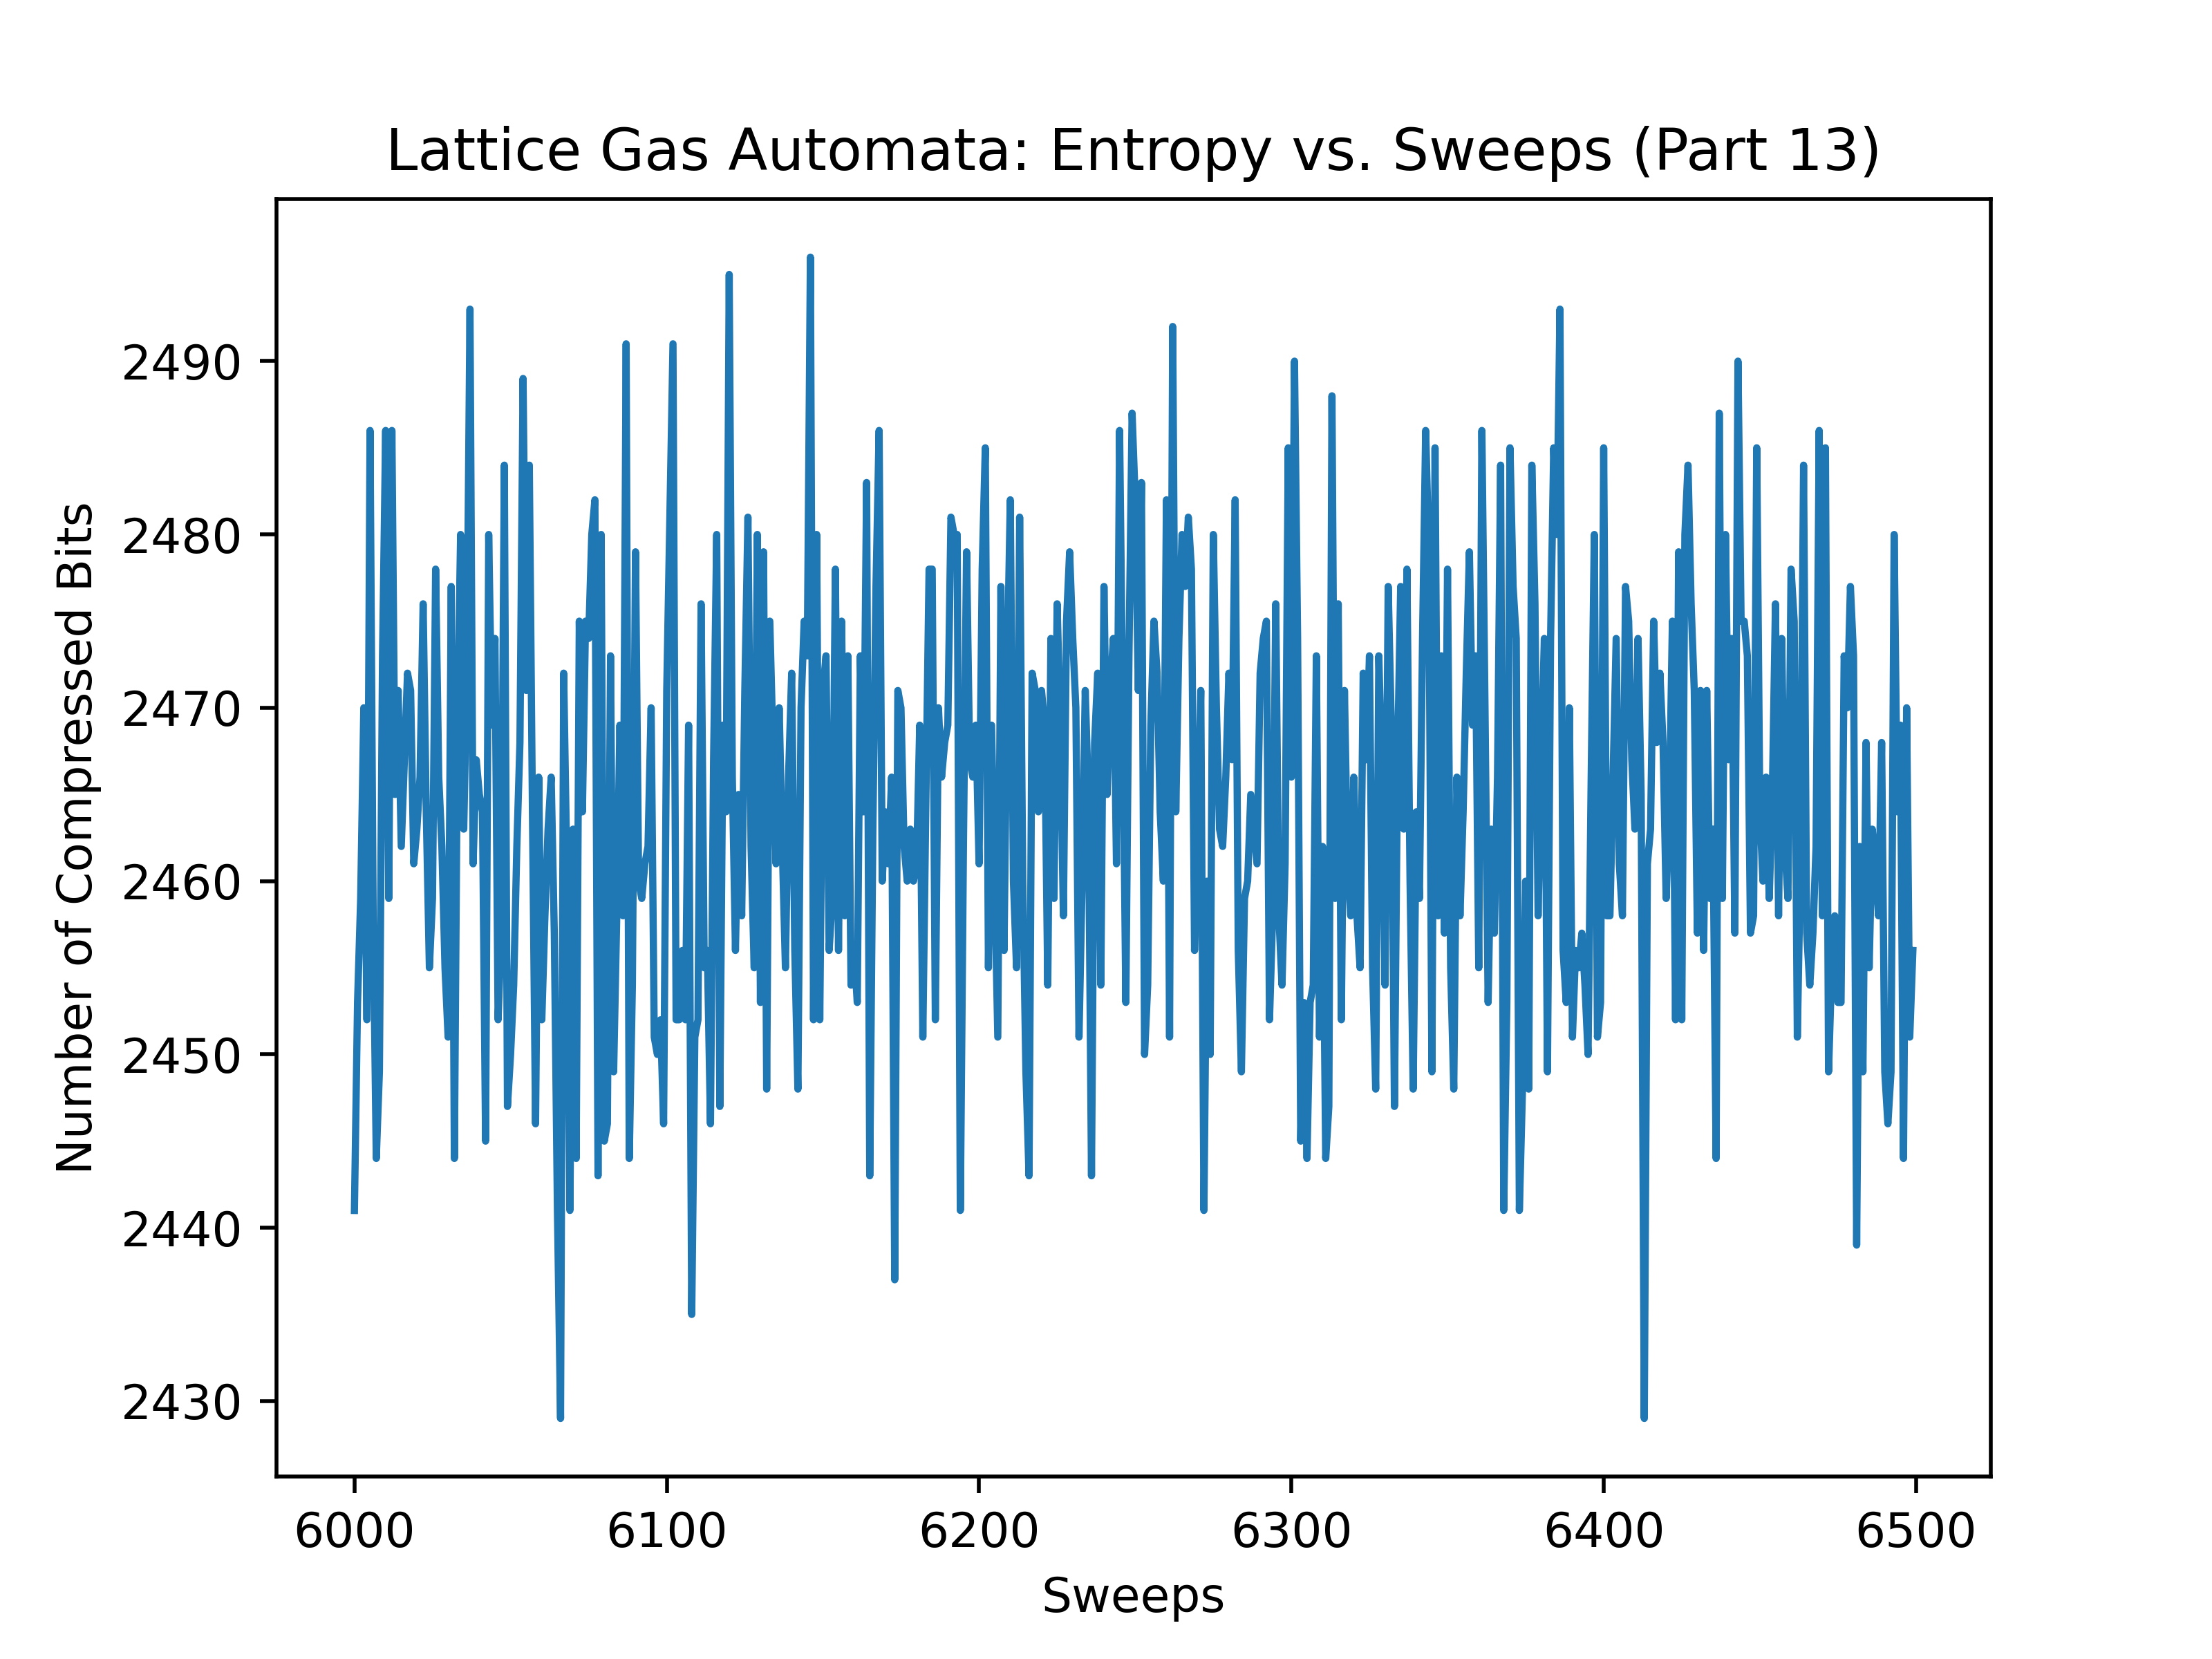 Lattice Gas Automata: Entropy vs. Sweeps (Part 13)
Number of Compressed Bits
2490
2480
2470
2460
2450
2440
2430
6000 6100 6200 6300 6400 6500
Sweeps